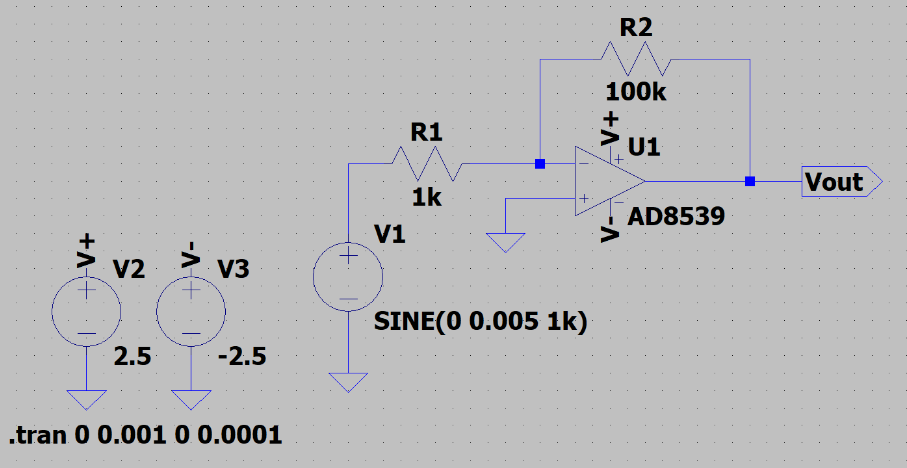 R2
100k
V+
U1
R1
1k
AD8539
V-
Vout
V1
SINE(0 0.005 1k)
V+
V2
2.5
V-
V3
-2.5
.tran 0 0.001 0 0.0001